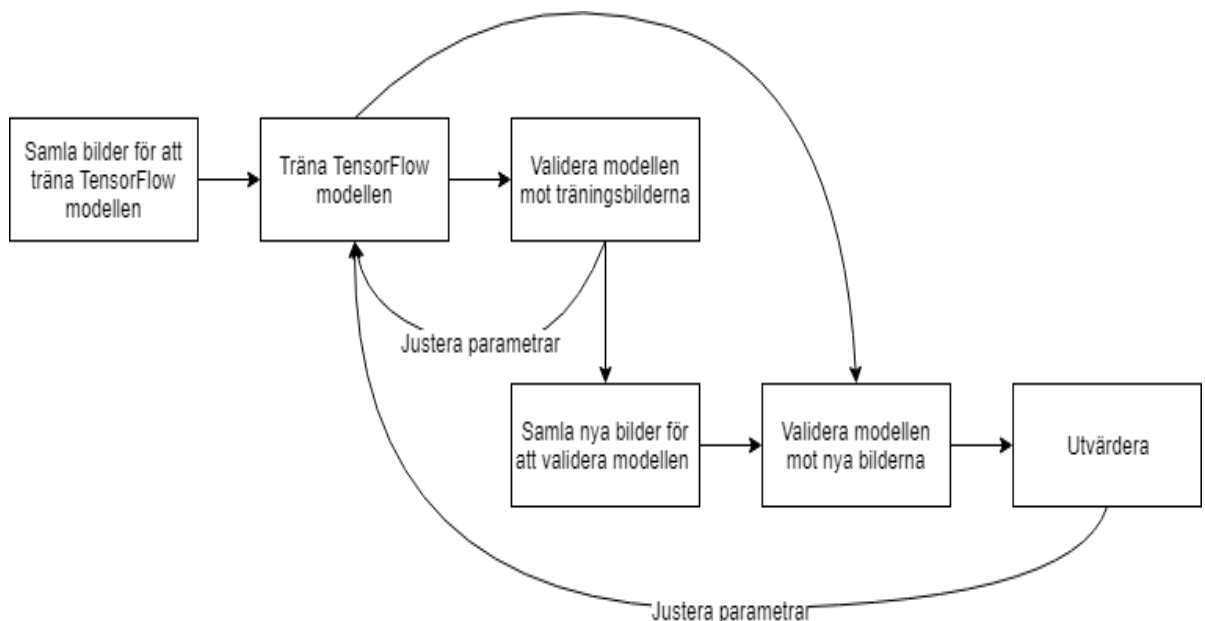 Samla bilder för att
träna TensorFlow
modellen
Träna TensorFlow
modellen
Validera modellen
mot träningsbilderna
Justera parametrar
Samla nya bilder för
att validera modellen
Validera modellen
mot nya bilderna
Utvärdera
Justera parametrar